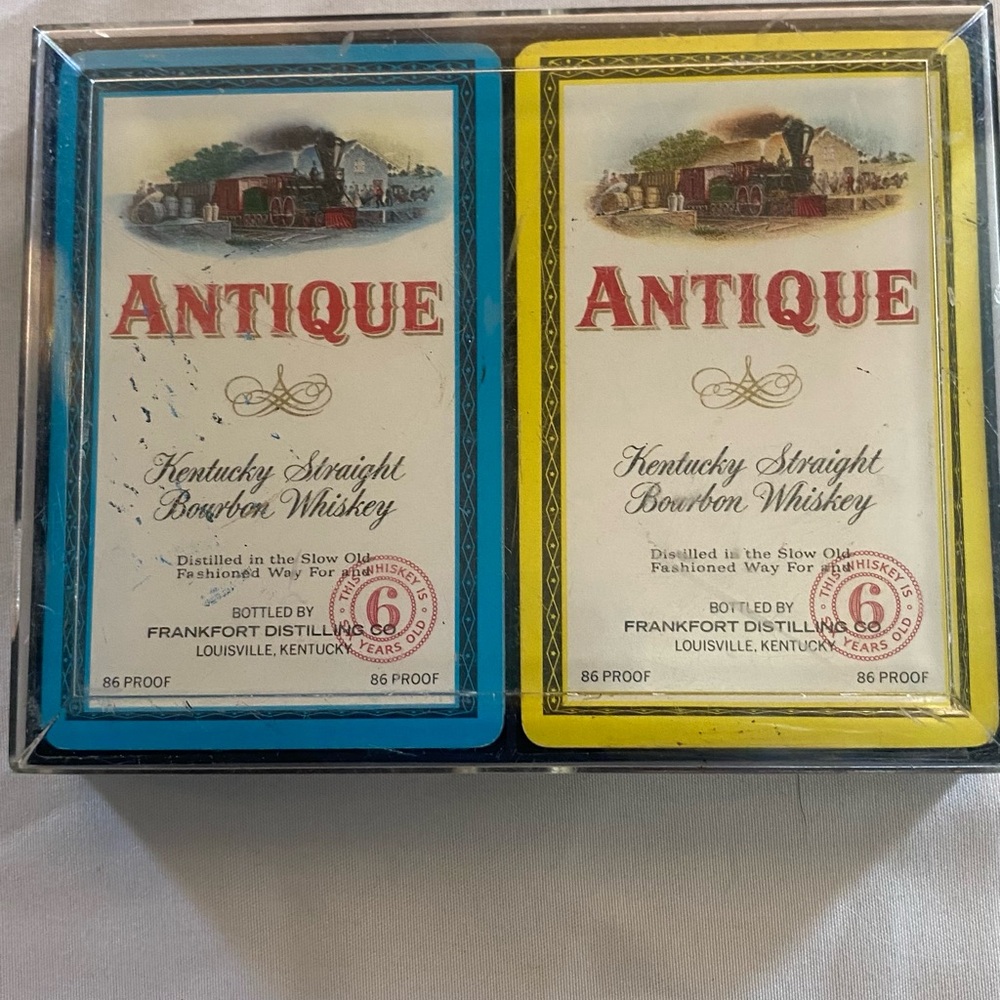 ANTIQUE
Kentucky Straight
Bourbon Whiskey
Distilled in the Slow Old
Fashioned Way For and
BOTTLED BY
FRANKFORT DISTILLING CO
LOUISVILLE, KENTUCKY
THIS WHISKEY IS
6
YEARS OLD
86 PROOF 86 PROOF
ANTIQUE
Kentucky Straight
Bourbon Whiskey
Distilled in the Slow Old
Fashioned Way For and
BOTTLED BY
FRANKFORT DISTILLING CO
LOUISVILLE, KENTUCKY
THIS WHISKEY IS
6
YEARS OLD
86 PROOF 86 PROOF